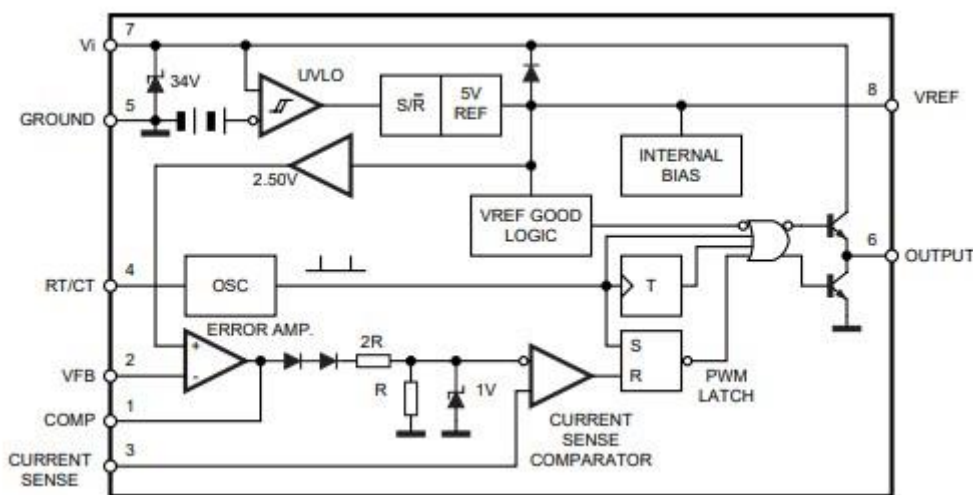 7
Vi
34V
UVLO
S/R̅
5V
REF
8
VREF
5
GROUND
2.50V
INTERNAL
BIAS
VREF GOOD
LOGIC
6
OUTPUT
4
RT/CT
OSC
T
ERROR AMP.
2R
+
-
2
VFB
R
1V
S
R
PWM
LATCH
1
COMP
CURRENT
SENSE
COMPARATOR
3
CURRENT
SENSE